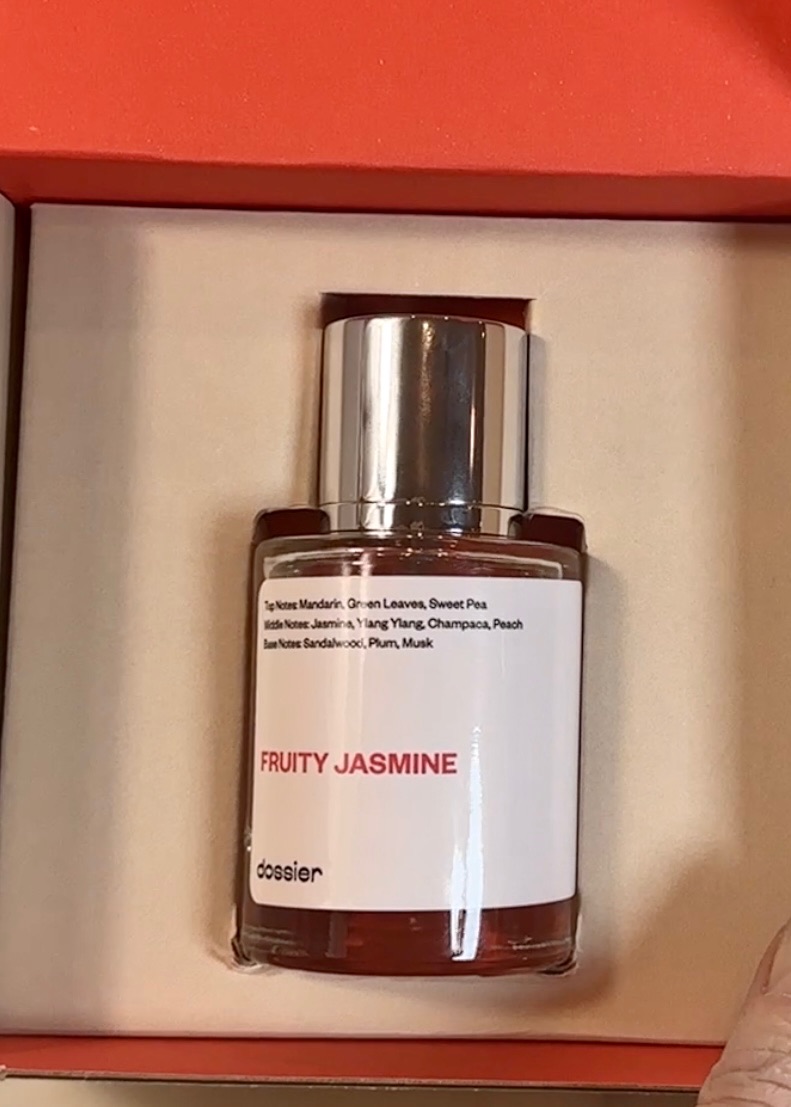 Top Notes: Mandarin, Green Leaves, Sweet Pea
Middle Notes: Jasmine, Ylang Ylang, Champaca, Peach
Base Notes: Sandalwood, Plum, Musk
FRUITY JASMINE
dossier